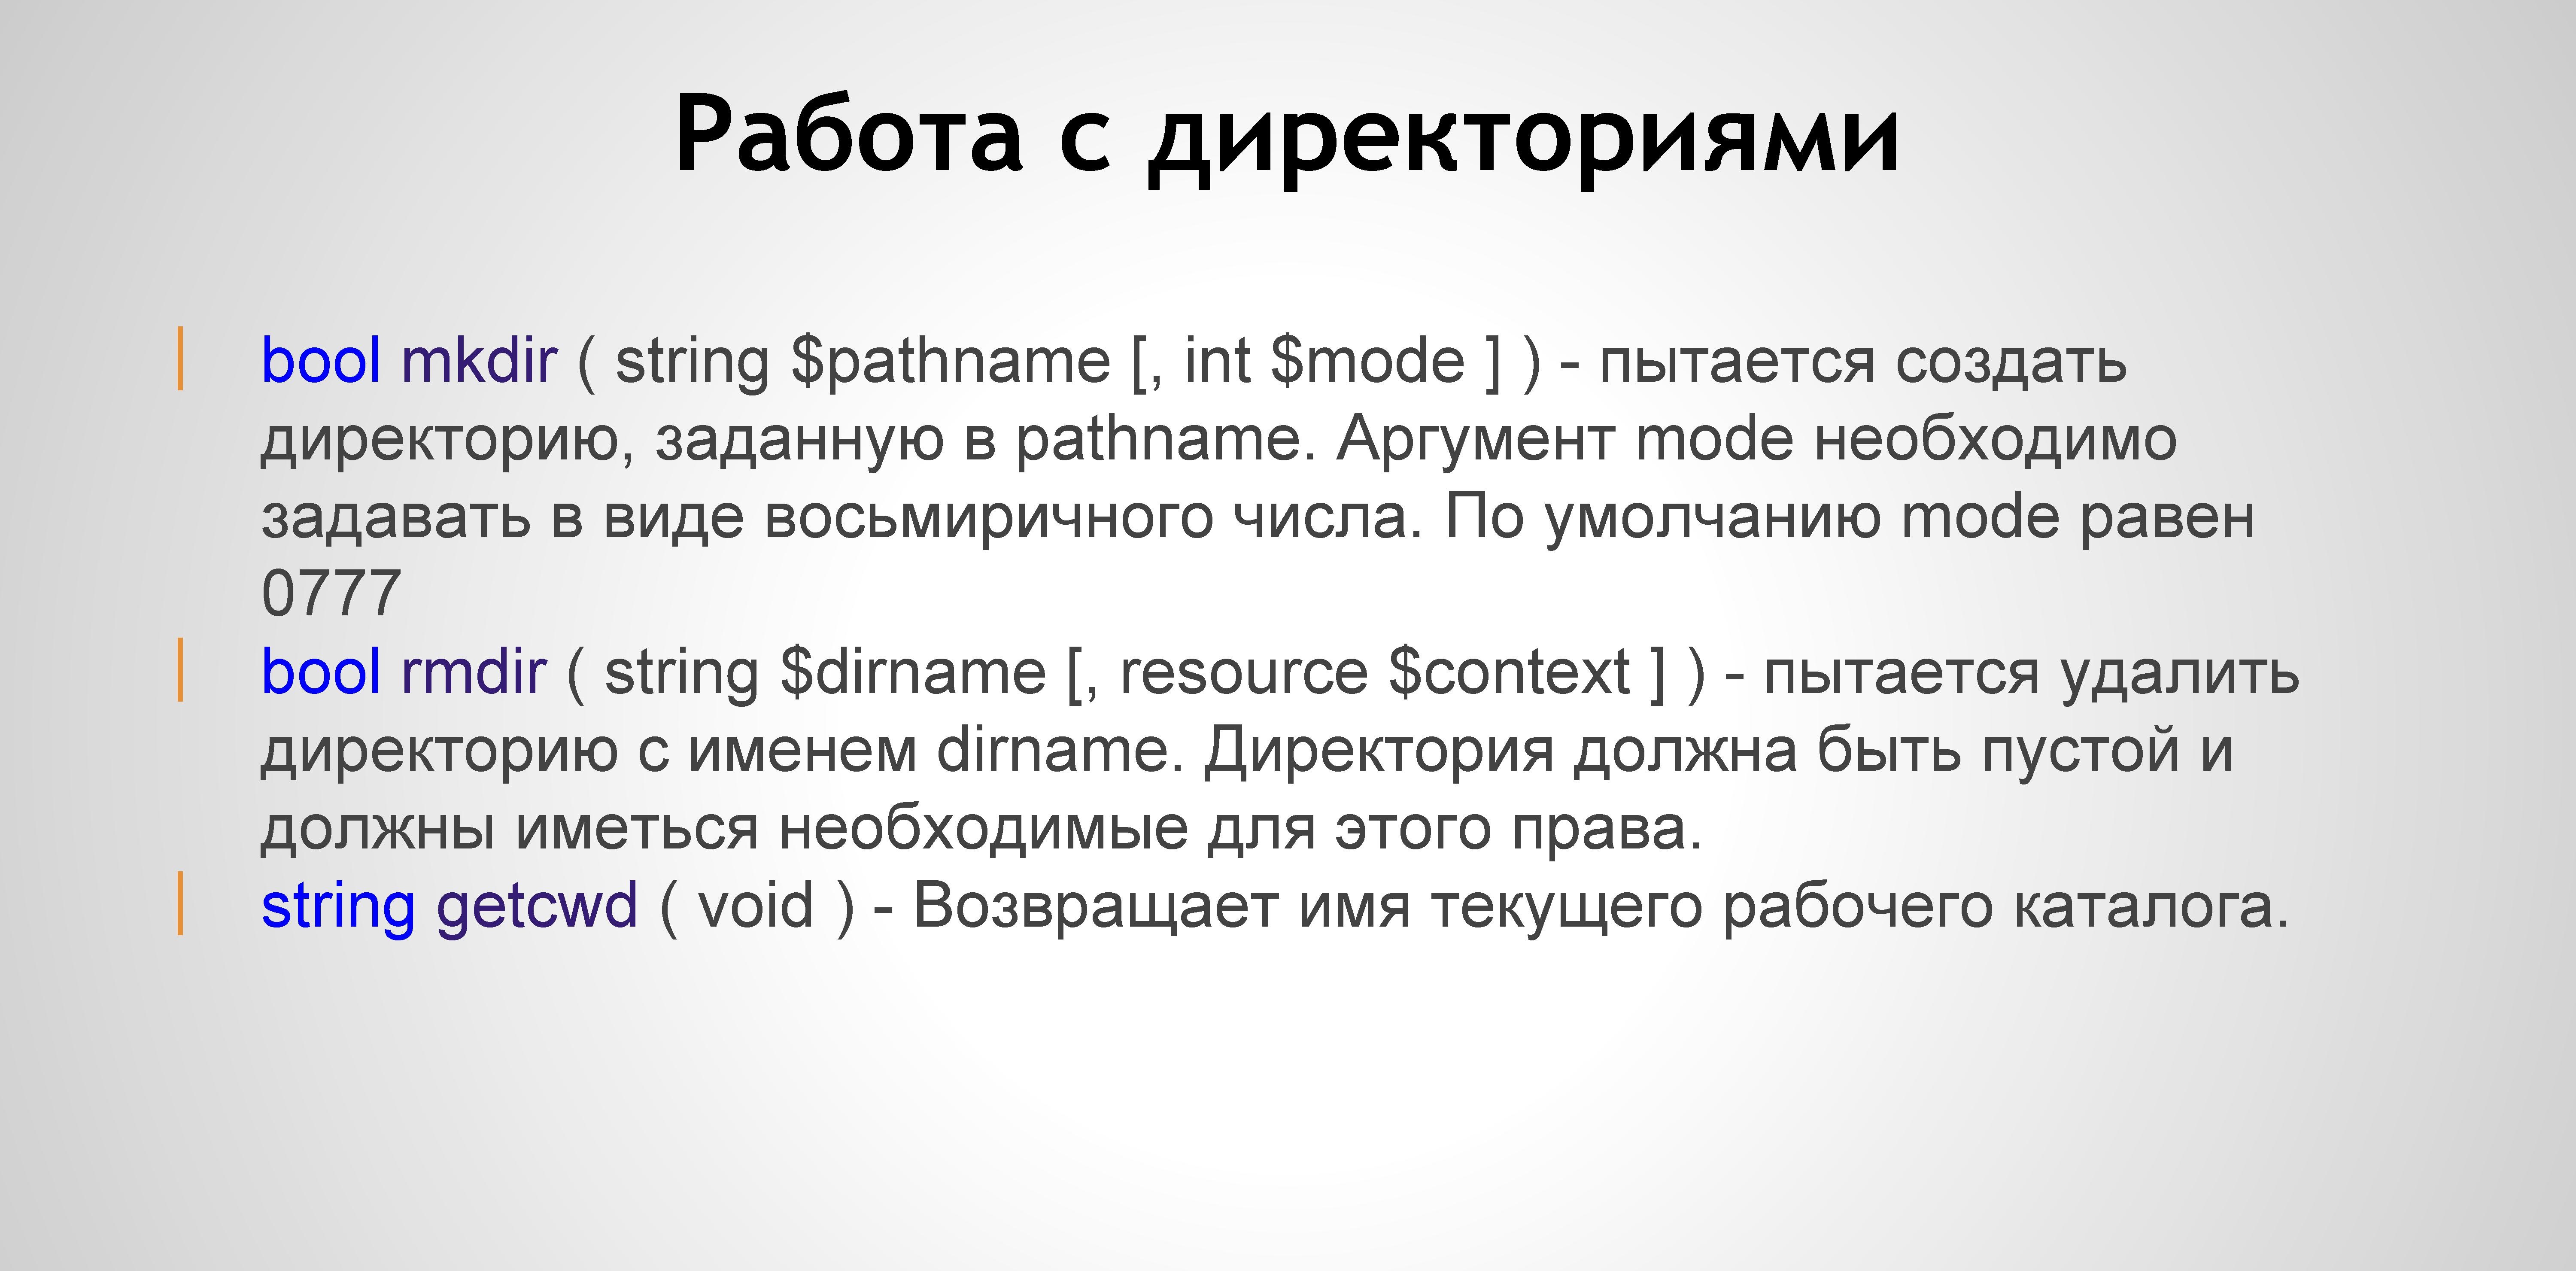 Работа с директориями
bool mkdir ( string $pathname [, int $mode ] ) - пытается создать
директорию, заданную в pathname. Аргумент mode необходимо
задавать в виде восьмиричного числа. По умолчанию mode равен
0777
bool rmdir ( string $dirname [, resource $context ] ) - пытается удалить
директорию с именем dirname. Директория должна быть пустой и
должны иметься необходимые для этого права.
string getcwd ( void ) - Возвращает имя текущего рабочего каталога.